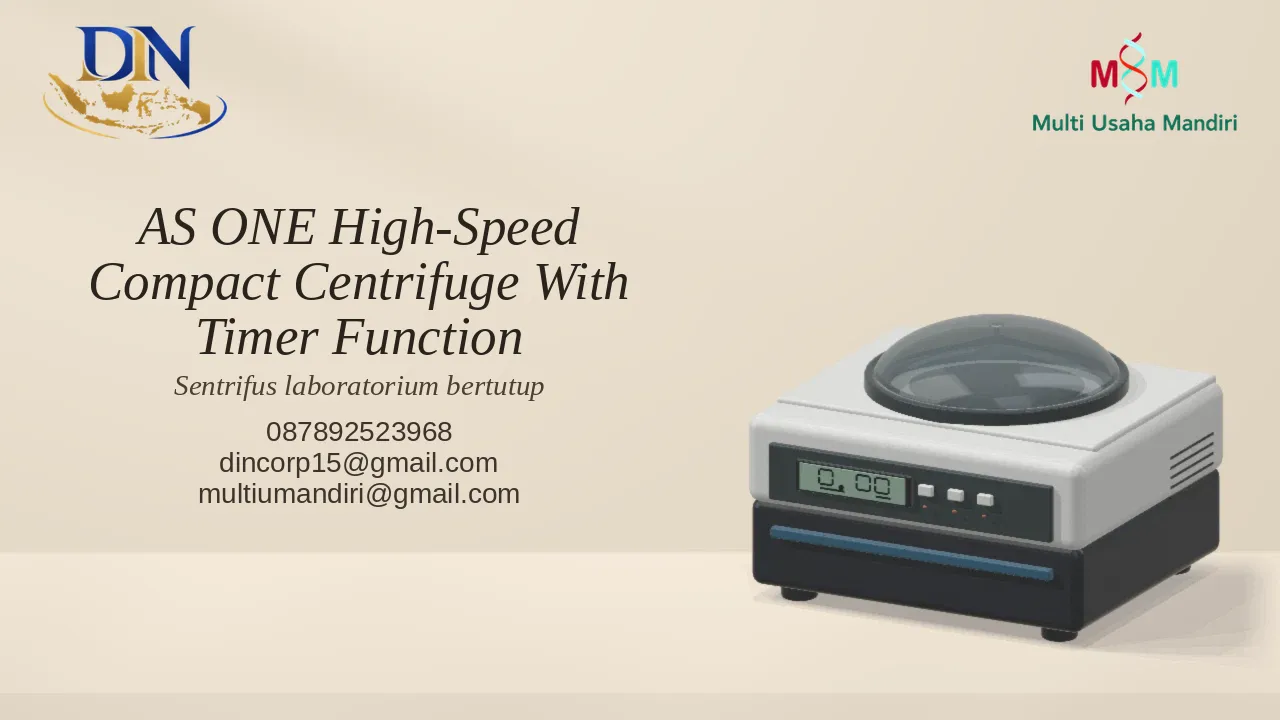 DIN
M M
Multi Usaha Mandiri
AS ONE High-Speed
Compact Centrifuge With
Timer Function
Sentrifus laboratorium bertutup
087892523968
dincorp15@gmail.com
multiumandiri@gmail.com
0.00